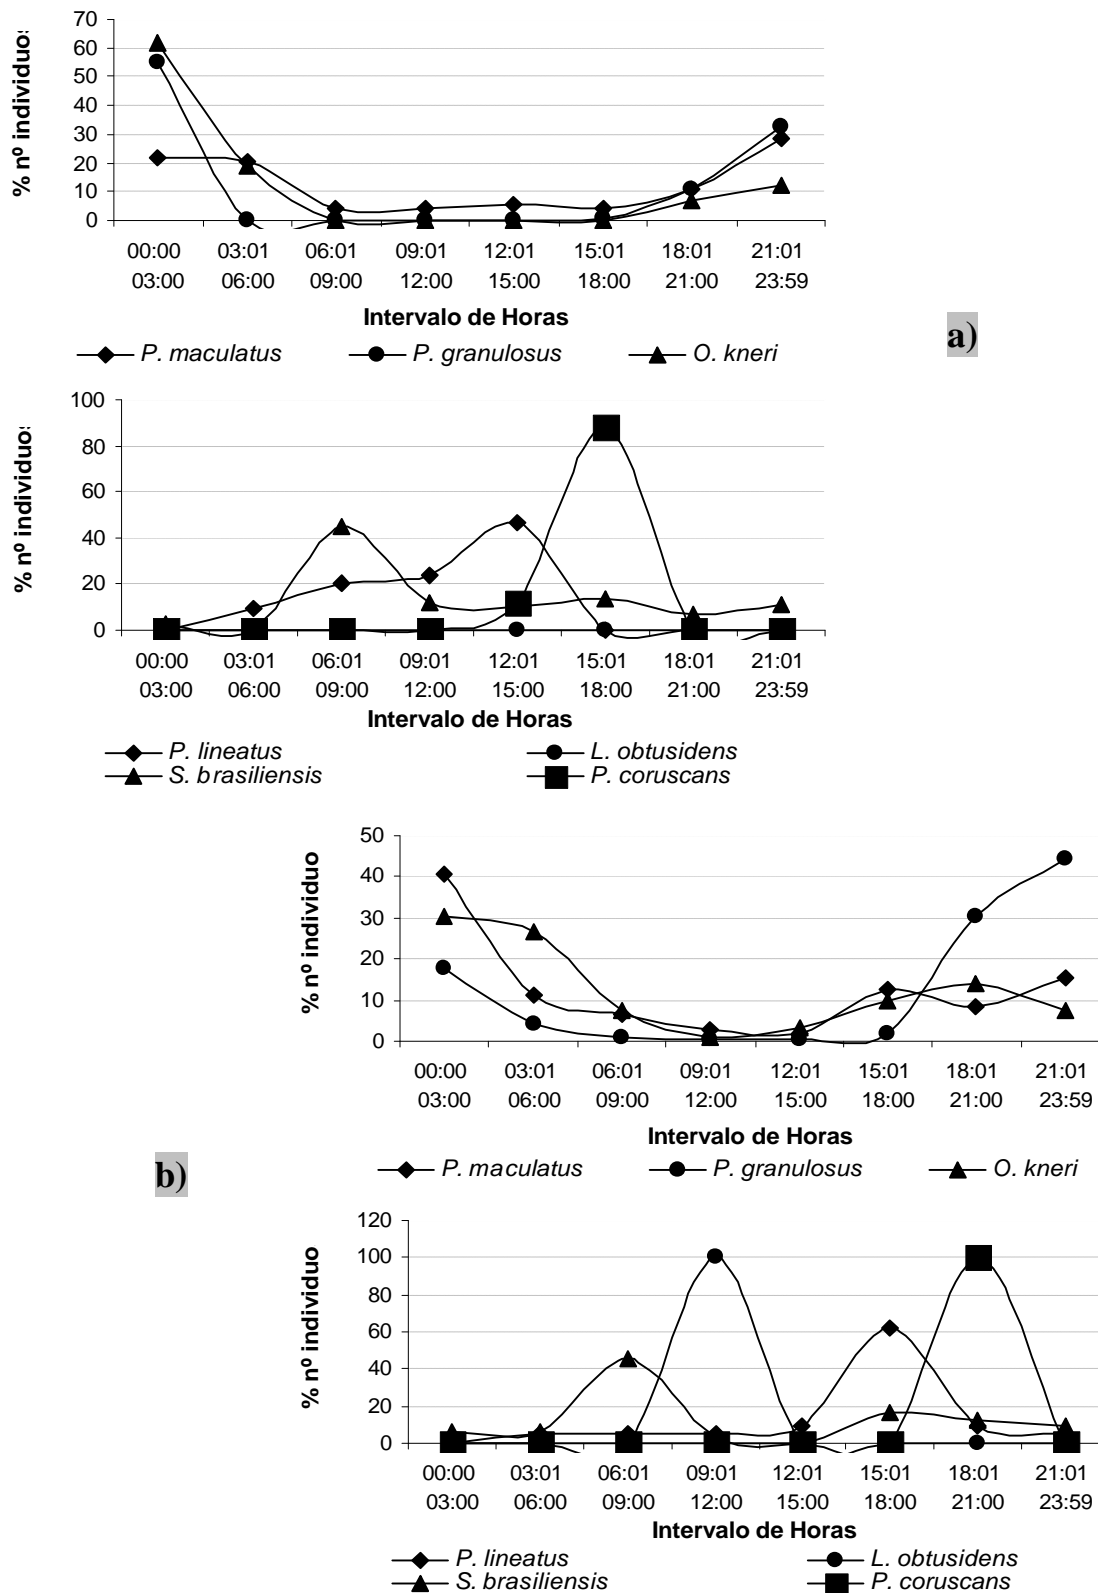 70
60
50
40
30
20
10
0
% nº individuos
00:00 03:01 06:01 09:01 12:01 15:01 18:01 21:01
03:00 06:00 09:00 12:00 15:00 18:00 21:00 23:59
Intervalo de Horas
P. maculatus P. granulosus O. kneri
a)
100
80
60
40
20
0
% nº individuos
00:00 03:01 06:01 09:01 12:01 15:01 18:01 21:01
03:00 06:00 09:00 12:00 15:00 18:00 21:00 23:59
Intervalo de Horas
P. lineatus L. obtusidens
S. brasiliensis P. coruscans
50
40
30
20
10
0
% nº individuo
00:00 03:01 06:01 09:01 12:01 15:01 18:01 21:01
03:00 06:00 09:00 12:00 15:00 18:00 21:00 23:59
Intervalo de Horas
P. maculatus P. granulosus O. kneri
b)
120
100
80
60
40
20
0
% nº individuo
00:00 03:01 06:01 09:01 12:01 15:01 18:01 21:01
03:00 06:00 09:00 12:00 15:00 18:00 21:00 23:59
Intervalo de Horas
P. lineatus L. obtusidens
S. brasiliensis P. coruscans